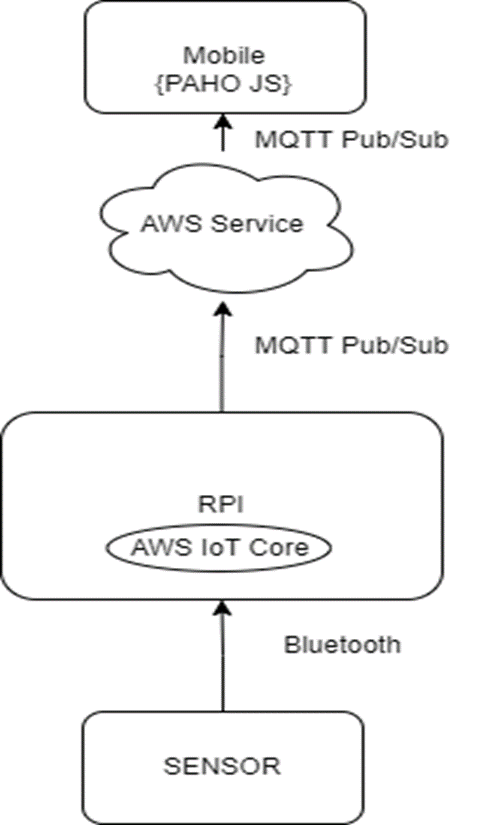 Mobile
{PAHO JS}
MQTT Pub/Sub
AWS Service
MQTT Pub/Sub
RPI
AWS IoT Core
Bluetooth
SENSOR